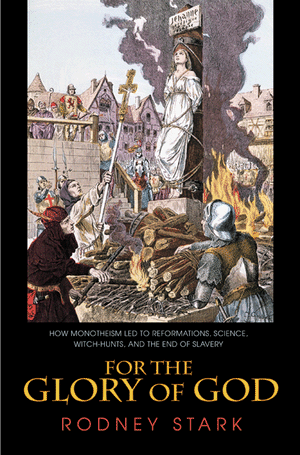 Jehanne
HOW MONOTHEISM LED TO REFORMATIONS, SCIENCE,
WITCH-HUNTS, AND THE END OF SLAVERY
FOR THE
GLORY OF GOD
RODNEY STARK